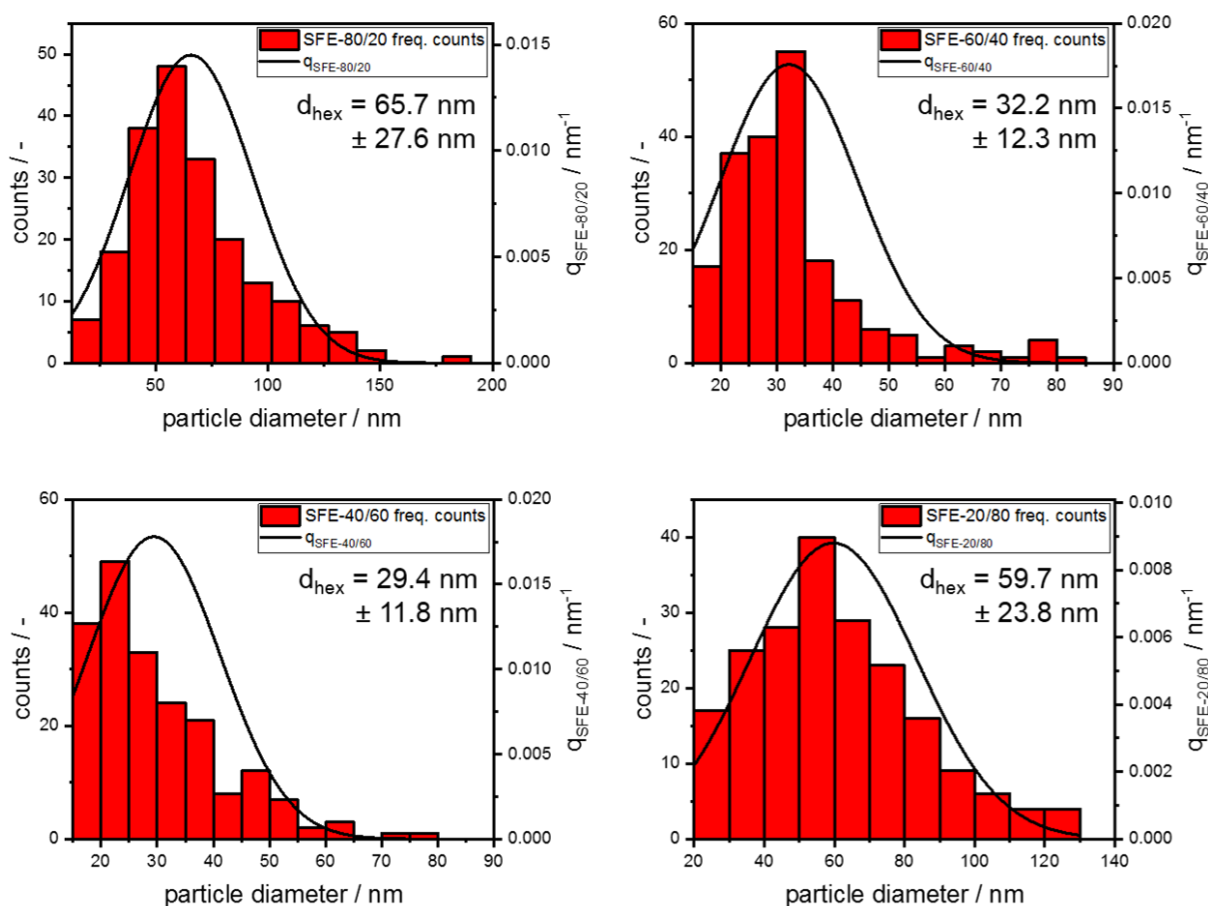 SFE-80/20 freq. counts
qSFE-80/20
dhex = 65.7 nm
± 27.6 nm
counts / -
0 10 20 30 40 50
50 100 150 200
particle diameter / nm
0.000 0.005 0.010 0.015
qSFE-80/20 / nm-1
SFE-60/40 freq. counts
qSFE-60/40
dhex = 32.2 nm
± 12.3 nm
counts / -
0 20 40 60
20 30 40 50 60 70 80 90
particle diameter / nm
0.000 0.005 0.010 0.015 0.020
qSFE-60/40 / nm-1
SFE-40/60 freq. counts
qSFE-40/60
dhex = 29.4 nm
± 11.8 nm
counts / -
0 20 40 60
20 30 40 50 60 70 80 90
particle diameter / nm
0.000 0.005 0.010 0.015 0.020
qSFE-40/60 / nm-1
SFE-20/80 freq. counts
qSFE-20/80
dhex = 59.7 nm
± 23.8 nm
counts / -
0 10 20 30 40
20 40 60 80 100 120 140
particle diameter / nm
0.000 0.002 0.004 0.006 0.008 0.010
qSFE-20/80 / nm-1